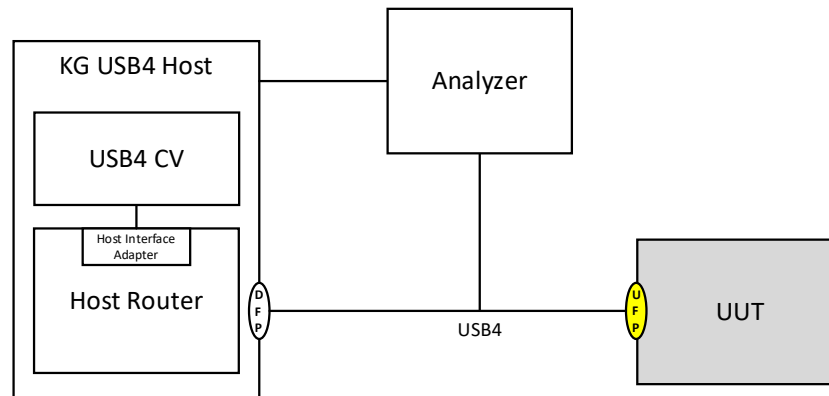 KG USB4 Host
Analyzer
USB4 CV
Host Interface
Adapter
Host Router
D
F
P
USB4
U
F
P
UUT